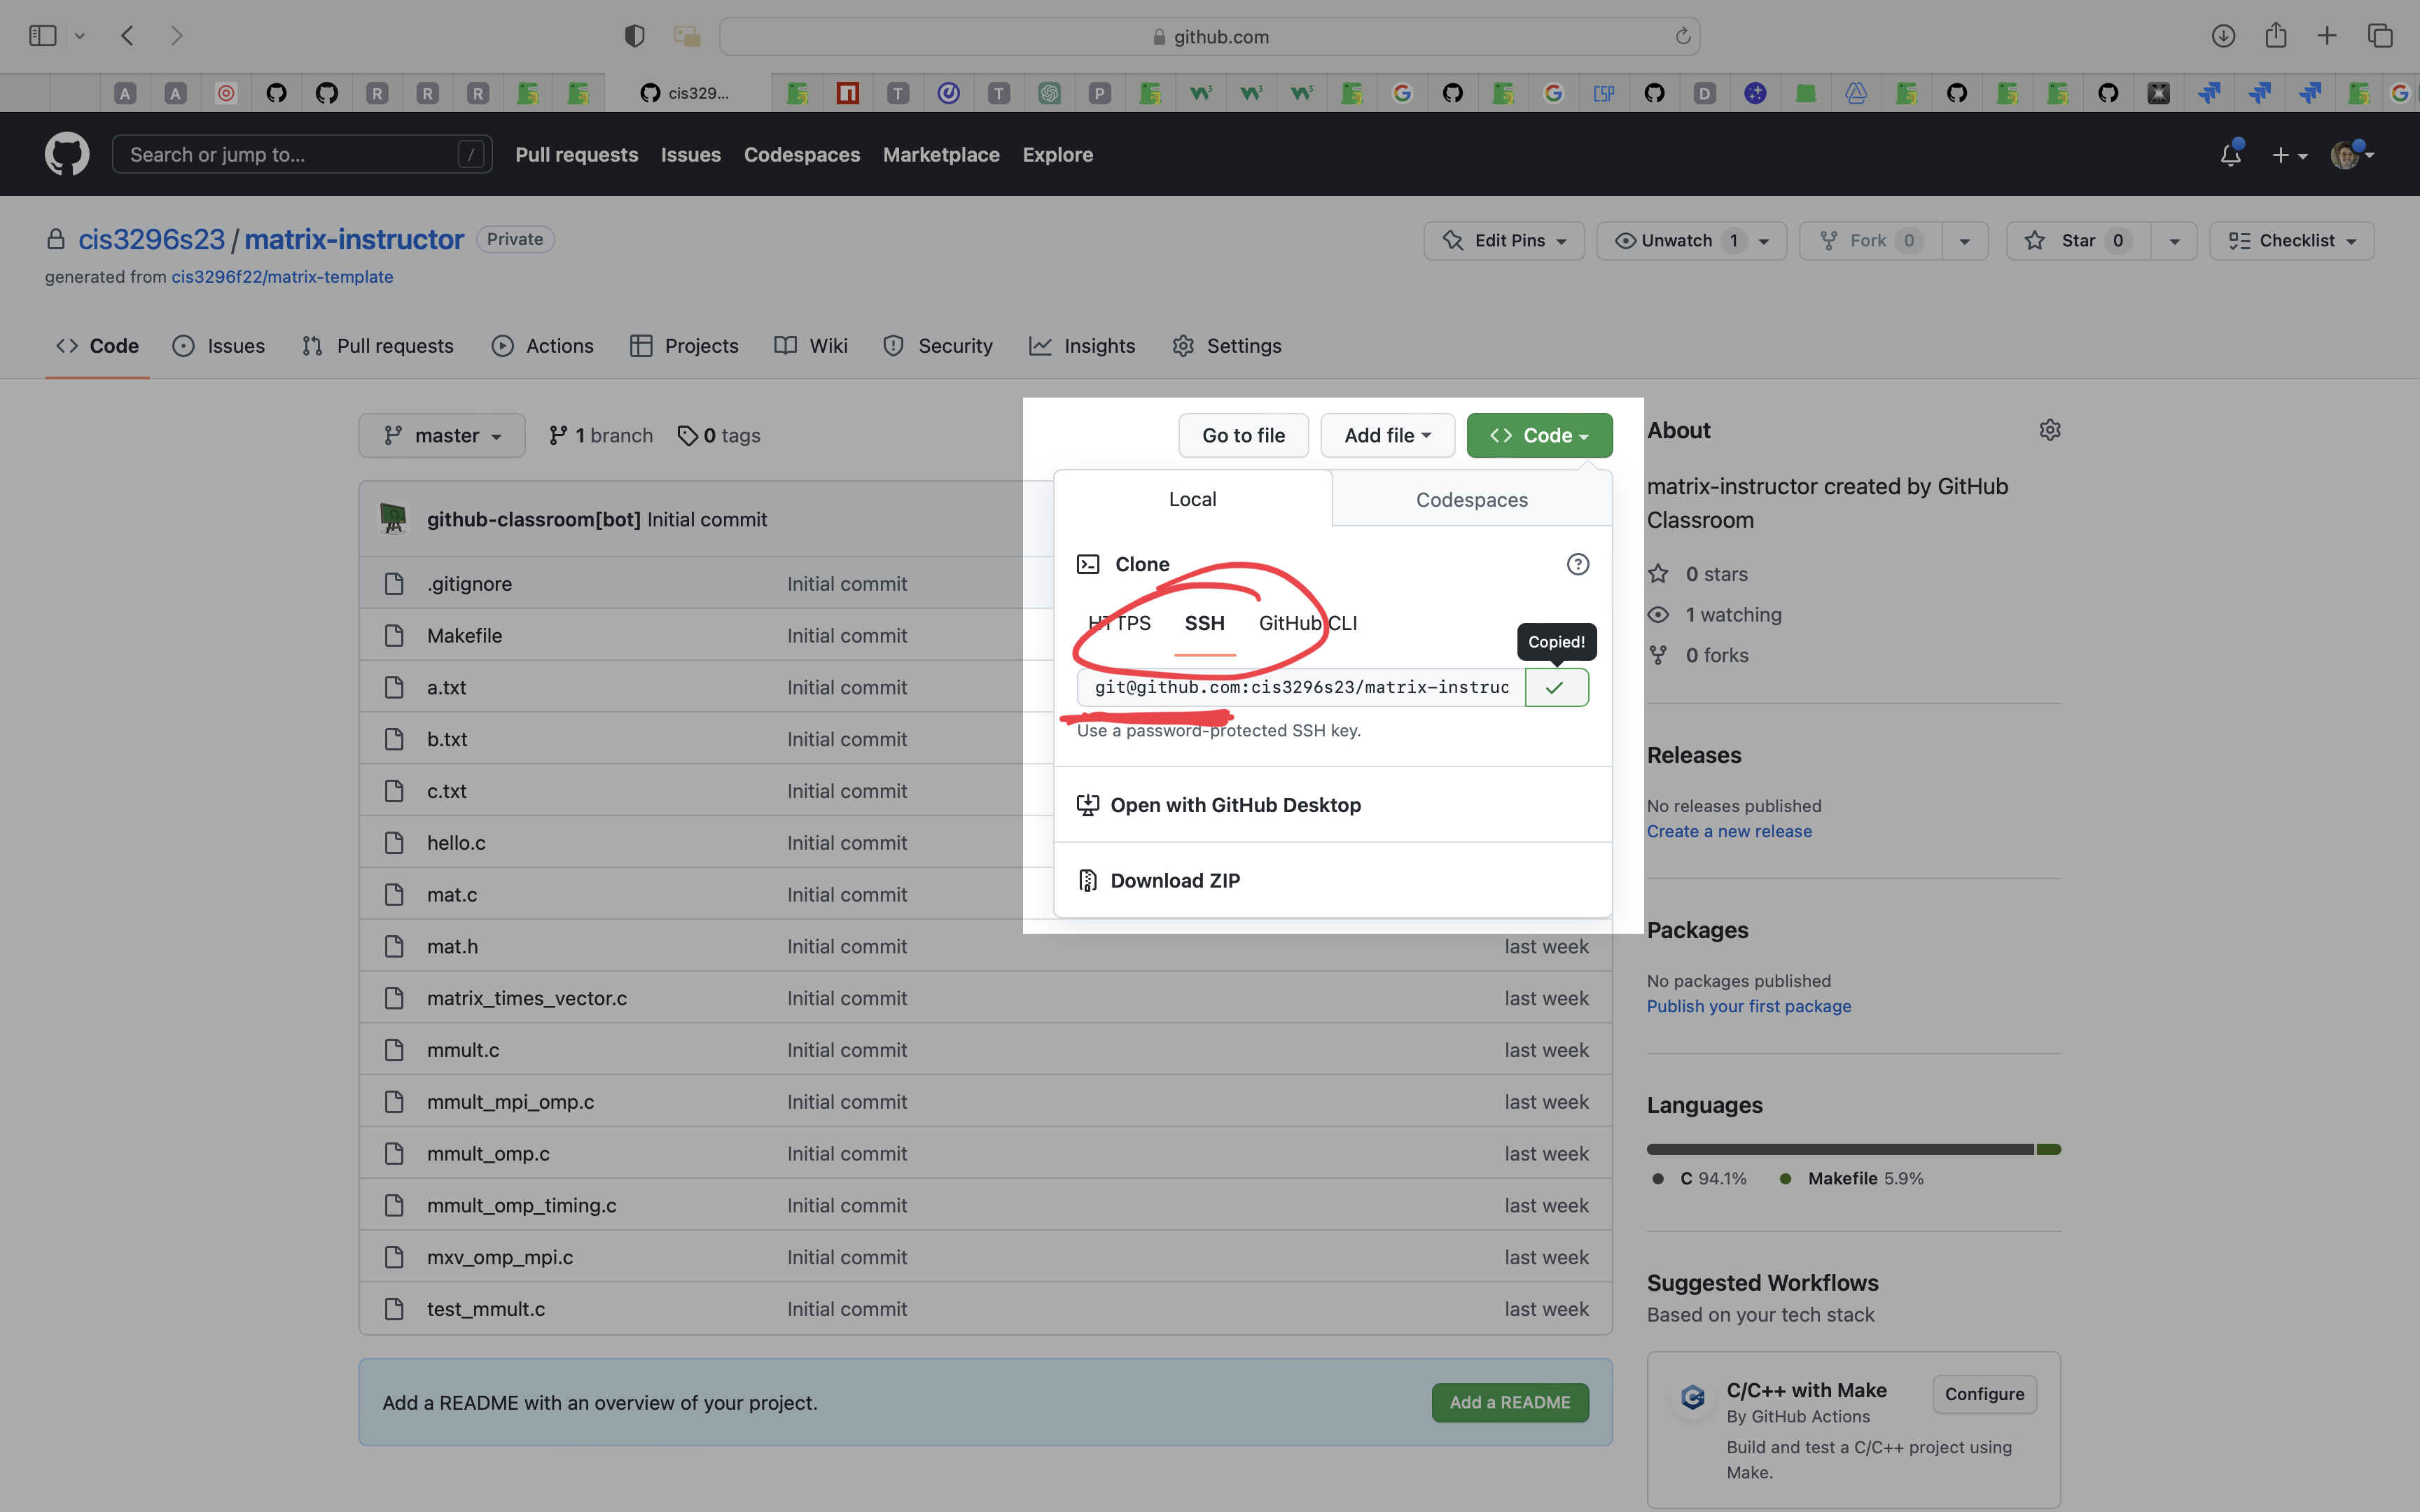 github.com
cis329...
Search or jump to... /
Pull requests Issues Codespaces Marketplace Explore
cis3296s23 / matrix-instructor Private
Edit Pins Unwatch 1 Fork 0 Star 0 Checklist
generated from cis3296f22/matrix-template
Code Issues Pull requests Actions Projects Wiki Security Insights Settings
master 1 branch 0 tags
Go to file Add file Code
Local Codespaces
Clone
HTTPS SSH GitHub CLI
Copied!
git@github.com:cis3296s23/matrix-instruc
Use a password-protected SSH key.
Open with GitHub Desktop
Download ZIP
github-classroom[bot] Initial commit
.gitignore Initial commit
Makefile Initial commit
a.txt Initial commit
b.txt Initial commit
c.txt Initial commit
hello.c Initial commit
mat.c Initial commit
mat.h Initial commit last week
matrix_times_vector.c Initial commit last week
mmult.c Initial commit last week
mmult_mpi_omp.c Initial commit last week
mmult_omp.c Initial commit last week
mmult_omp_timing.c Initial commit last week
mxv_omp_mpi.c Initial commit last week
test_mmult.c Initial commit last week
Add a README with an overview of your project. Add a README
About
matrix-instructor created by GitHub
Classroom
0 stars
1 watching
0 forks
Releases
No releases published
Create a new release
Packages
No packages published
Publish your first package
Languages
C 94.1% Makefile 5.9%
Suggested Workflows
Based on your tech stack
C/C++ with Make Configure
By GitHub Actions
Build and test a C/C++ project using
Make.